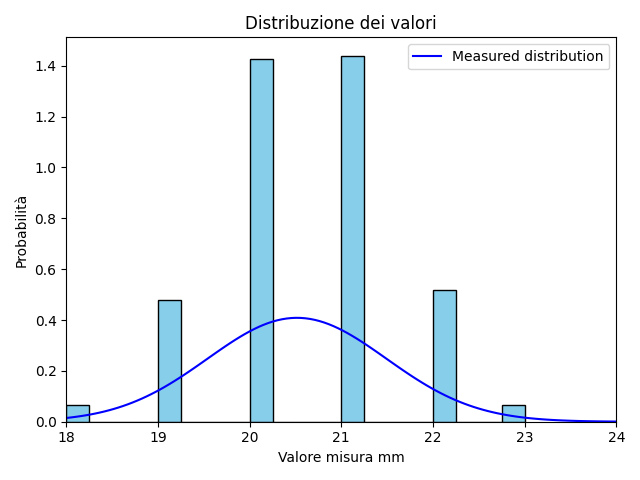 Distribuzione dei valori
Measured distribution
Probabilità
1.4
1.2
1.0
0.8
0.6
0.4
0.2
0.0
18 19 20 21 22 23 24
Valore misura mm